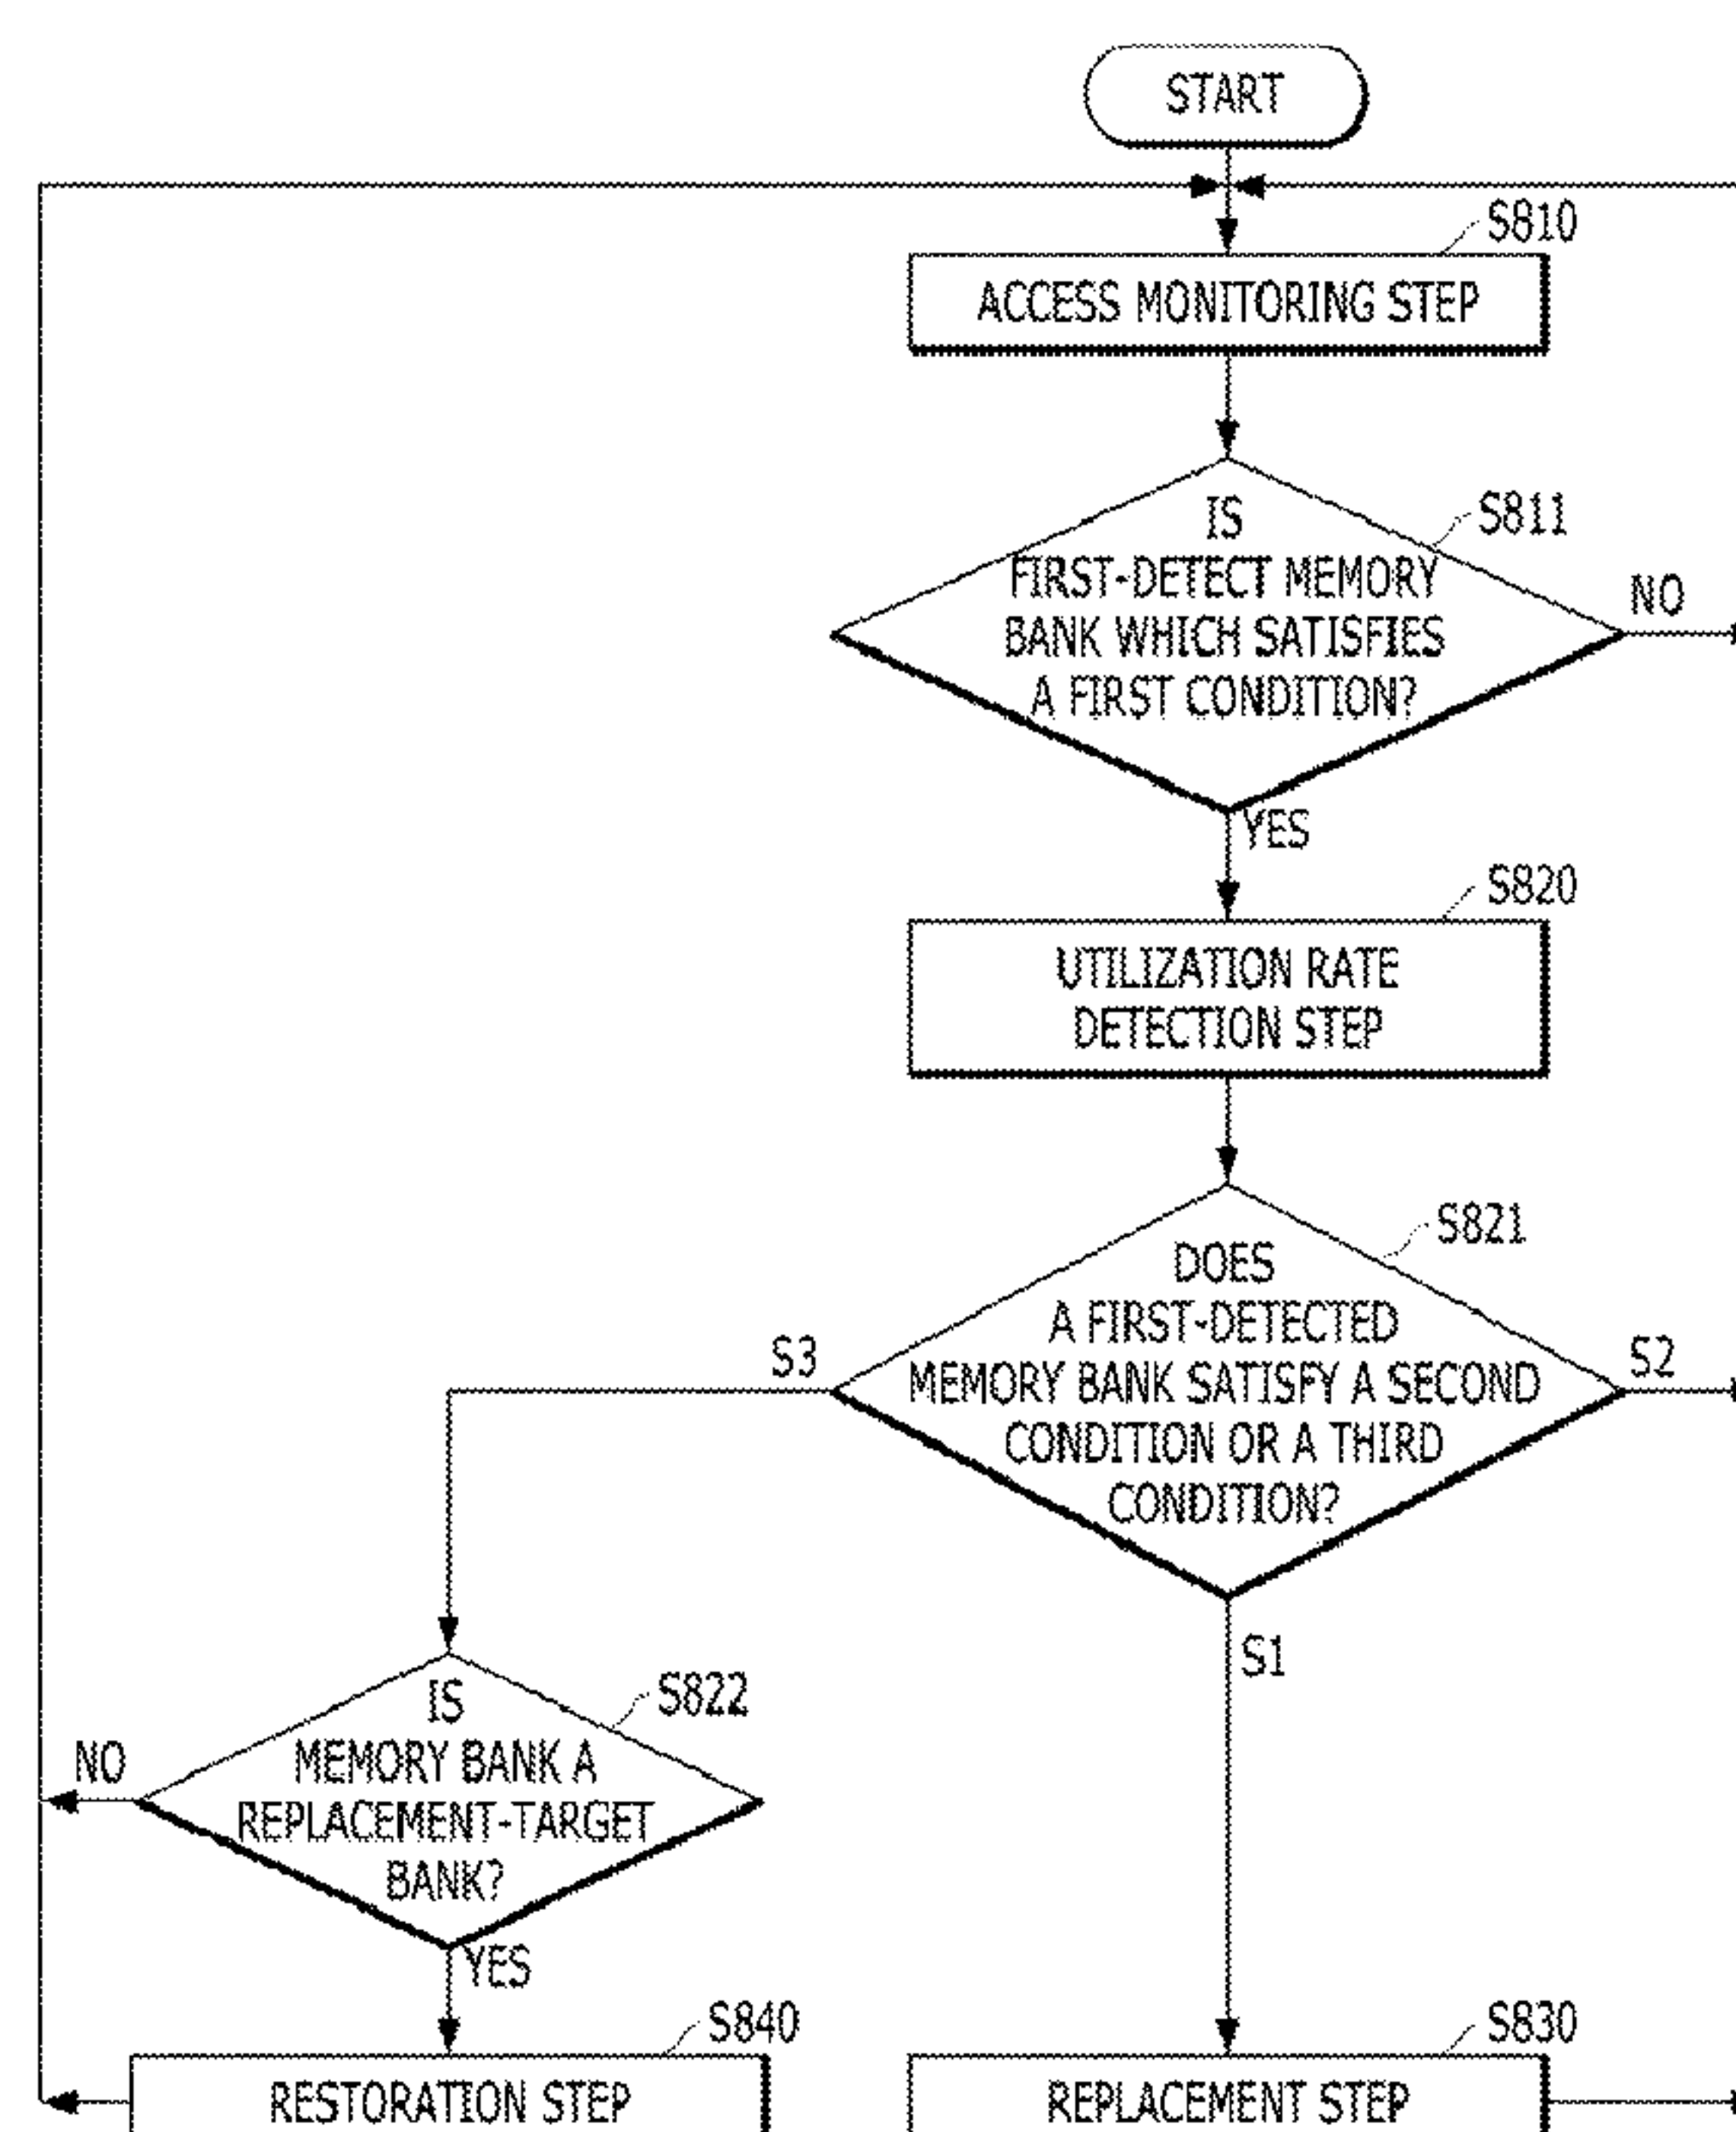 START
S810
ACCESS MONITORING STEP
S811
IS
FIRST-DETECT MEMORY
BANK WHICH SATISFIES
A FIRST CONDITION?
NO
YES
S820
UTILIZATION RATE
DETECTION STEP
S821
DOES
A FIRST-DETECTED
MEMORY BANK SATISFY A SECOND
CONDITION OR A THIRD
CONDITION?
S3
S2
S1
S822
IS
MEMORY BANK A
REPLACEMENT-TARGET
BANK?
NO
YES
S840
RESTORATION STEP
S830
REPLACEMENT STEP